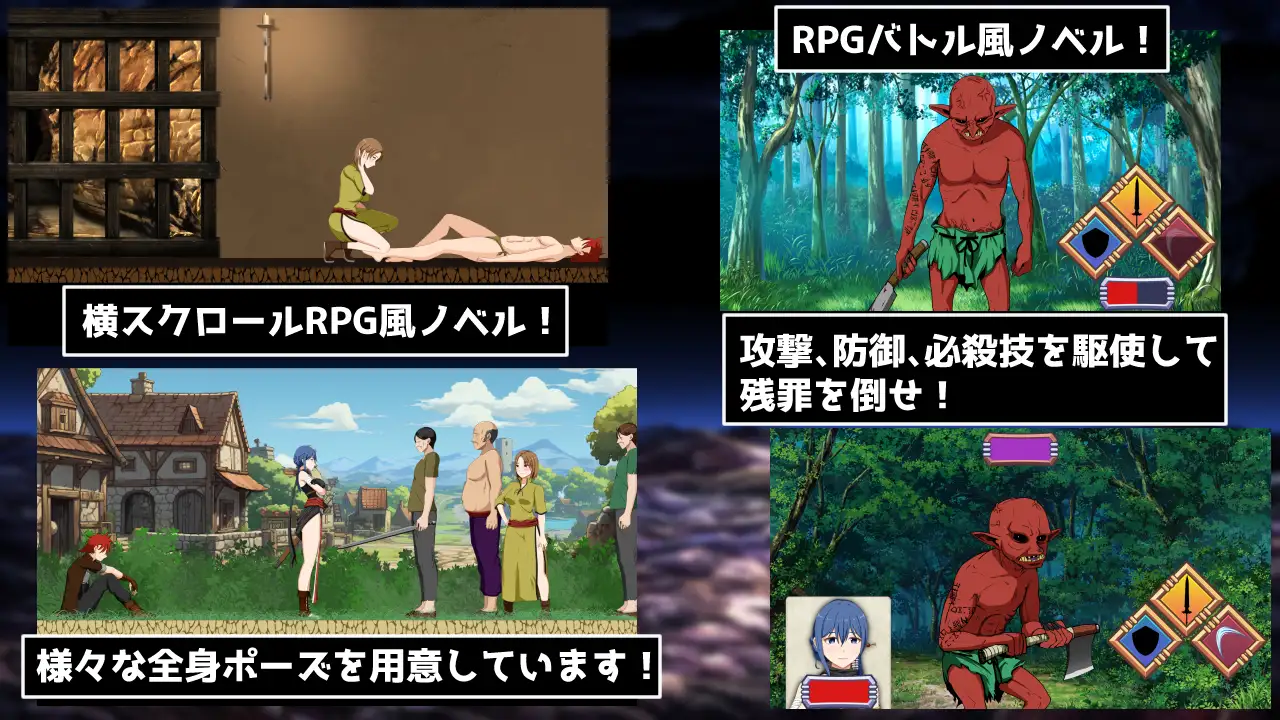 横スクロールRPG風ノベル！
様々な全身ポーズを用意しています！
RPGバトル風ノベル！
攻撃、防御、必殺技を駆使して
残罪を倒せ！